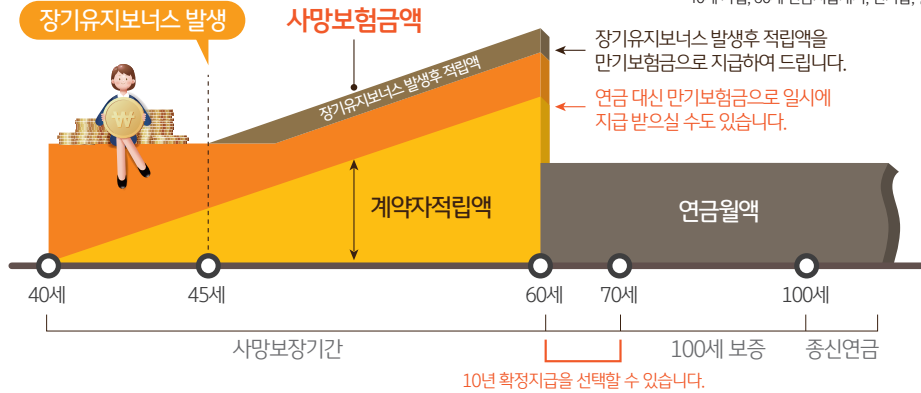 장기유지보너스 발생
사망보험금액
장기유지보너스 발생후 적립액
장기유지보너스 발생후 적립액을
만기보험금으로 지급하여 드립니다.
연금 대신 만기보험금으로 일시에
지급 받으실 수도 있습니다.
₩
계약자적립액
연금월액
40세
45세
60세
70세
100세
사망보장기간
100세 보증
종신연금
10년 확정지급을 선택할 수 있습니다.